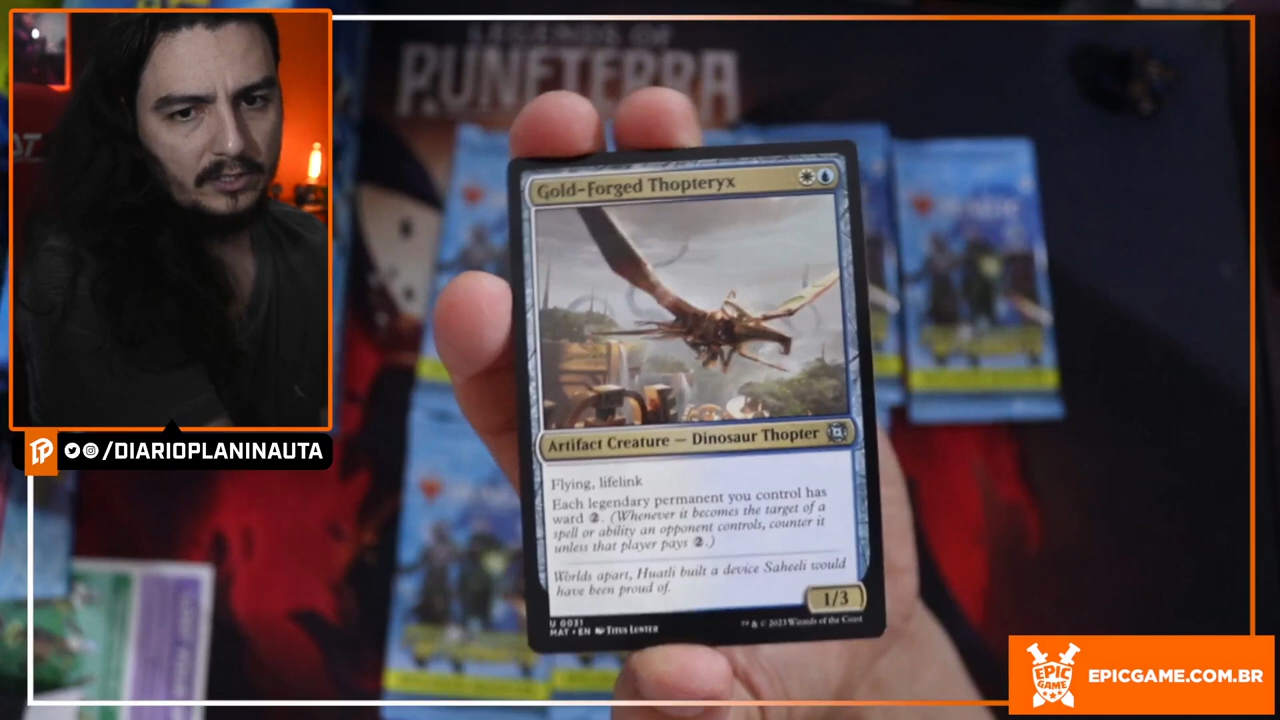 LEGENDS OF
RUNETERRA
Gold-Forged Thopteryx
Artifact Creature — Dinosaur Thopter
Flying, lifelink
Each legendary permanent you control has
ward 2. (Whenever it becomes the target of a
spell or ability an opponent controls, counter it
unless that player pays 2.)
Worlds apart, Huatli built a device Saheeli would
have been proud of.
1/3
U 0031
MAT • EN Titus Lunter
™ & © 2023 Wizards of the Coast
/DIARIOPLANINAUTA
EPIC
GAME
EPICGAME.COM.BR